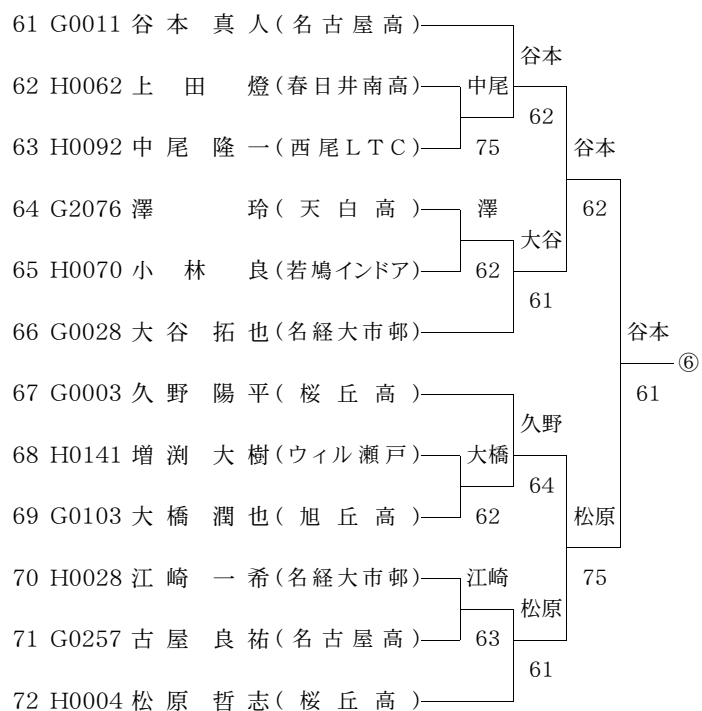 61 G0011 谷本 真人(名古屋高)
谷本
62 H0062 上田 燈(春日井南高) 中尾
62
63 H0092 中尾 隆一(西尾LTC) 75 谷本
64 G2076 澤 玲(天白高) 澤 62
大谷
65 H0070 小林 良(若鳩インドア) 62
61
66 G0028 大谷 拓也(名経大市邨) 谷本
⑥
67 G0003 久野 陽平(桜丘高) 61
久野
68 H0141 増渕 大樹(ウィル瀬戸) 大橋
64
69 G0103 大橋 潤也(旭丘高) 62 松原
70 H0028 江崎 一希(名経大市邨) 江崎 75
松原
71 G0257 古屋 良祐(名古屋高) 63
61
72 H0004 松原 哲志(桜丘高)